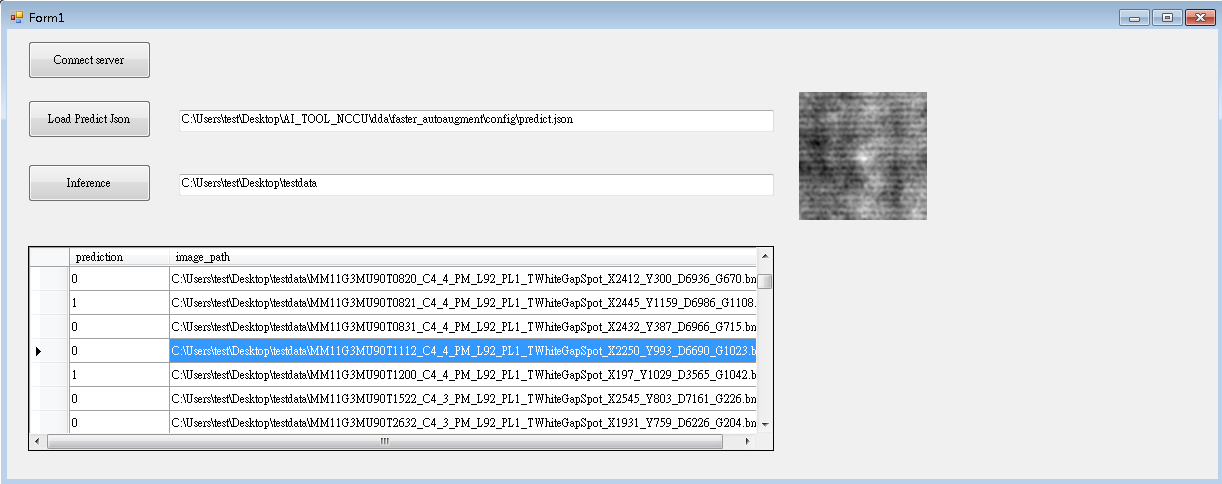 Form1
Connect server
Load Predict Json
C:\Users\test\Desktop\AI_TOOL_NCCU\dda\faster_autoaugment\config\predict.json
Inference
C:\Users\test\Desktop\testdata
prediction image_path
0 C:\Users\test\Desktop\testdata\MM11G3MU90T0820_C4_4_PM_L92_PL1_TWhiteGapSpot_X2412_Y300_D6936_G670.bm
1 C:\Users\test\Desktop\testdata\MM11G3MU90T0821_C4_4_PM_L92_PL1_TWhiteGapSpot_X2445_Y1159_D6986_G1108.
0 C:\Users\test\Desktop\testdata\MM11G3MU90T0831_C4_4_PM_L92_PL1_TWhiteGapSpot_X2432_Y387_D6966_G715.bm
0 C:\Users\test\Desktop\testdata\MM11G3MU90T1112_C4_4_PM_L92_PL1_TWhiteGapSpot_X2250_Y993_D6690_G1023.b
1 C:\Users\test\Desktop\testdata\MM11G3MU90T1200_C4_4_PM_L92_PL1_TWhiteGapSpot_X197_Y1029_D3565_G1042.b
0 C:\Users\test\Desktop\testdata\MM11G3MU90T1522_C4_3_PM_L92_PL1_TWhiteGapSpot_X2545_Y803_D7161_G226.bm
0 C:\Users\test\Desktop\testdata\MM11G3MU90T2632_C4_3_PM_L92_PL1_TWhiteGapSpot_X1931_Y759_D6226_G204.bm